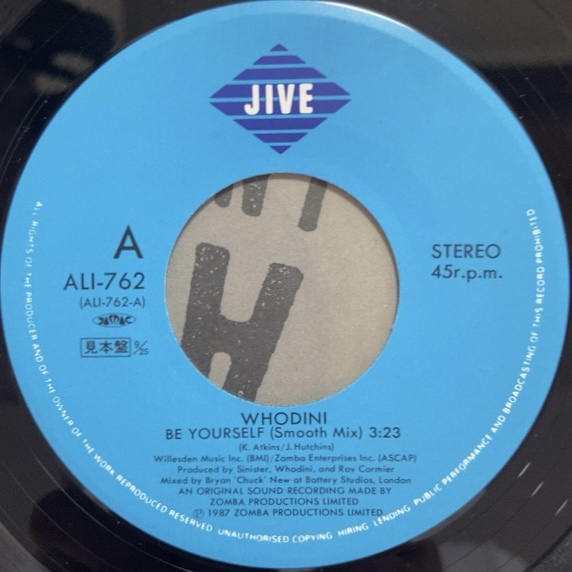 JIVE
A
ALI-762
(ALI-762-A)
JASRAC
見本盤 9/25
STEREO
45r.p.m.
H
WHODINI
BE YOURSELF (Smooth Mix) 3:23
(K. Atkins/J. Hutchins)
Willesden Music Inc. (BMI)/Zomba Enterprises Inc. (ASCAP)
Produced by Sinister, Whodini, and Roy Cormier
Mixed by Bryan 'Chuck' New at Battery Studios, London
AN ORIGINAL SOUND RECORDING MADE BY
ZOMBA PRODUCTIONS LIMITED
Ⓟ 1987 ZOMBA PRODUCTIONS LIMITED
ALL RIGHTS OF THE PRODUCER AND OF THE OWNER OF THE WORK REPRODUCED RESERVED UNAUTHORISED COPYING HIRING LENDING PUBLIC PERFORMANCE AND BROADCASTING OF THIS RECORD PROHIBITED